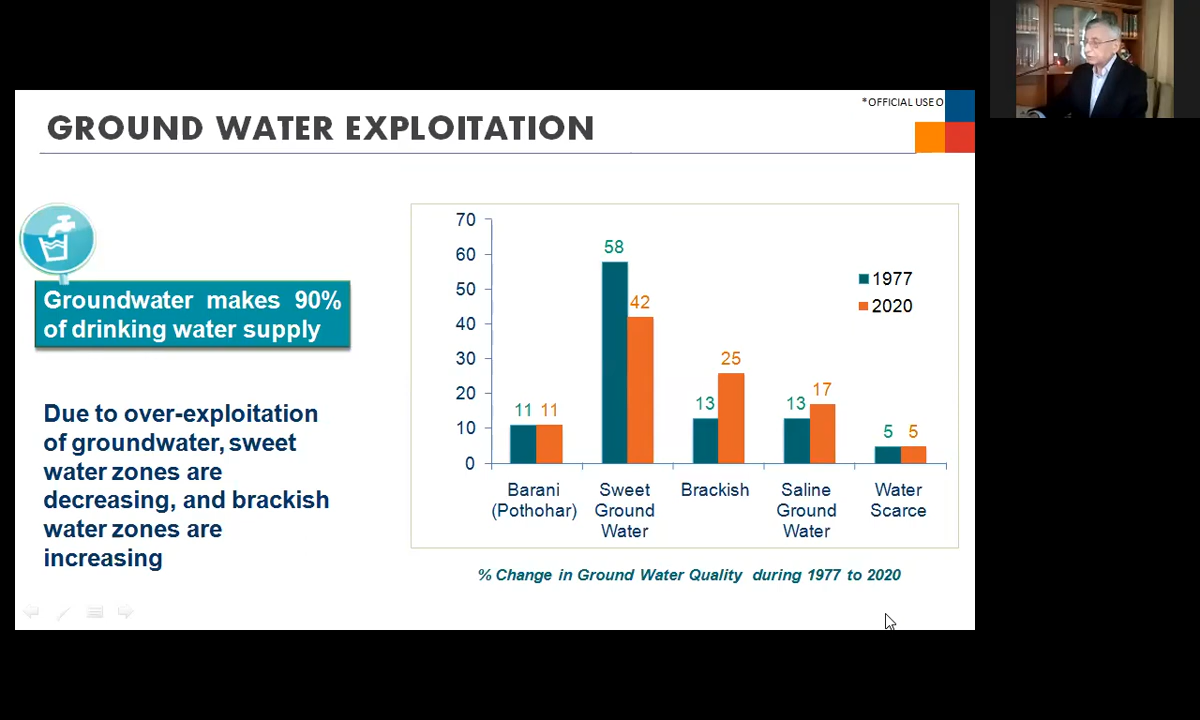 *OFFICIAL USE O
GROUND WATER EXPLOITATION
Groundwater makes 90%
of drinking water supply
Due to over-exploitation
of groundwater, sweet
water zones are
decreasing, and brackish
water zones are
increasing
70
60
50
40
30
20
10
0
11
11
58
42
13
25
13
17
5
5
1977
2020
Barani
(Pothohar)
Sweet
Ground
Water
Brackish
Saline
Ground
Water
Water
Scarce
% Change in Ground Water Quality during 1977 to 2020